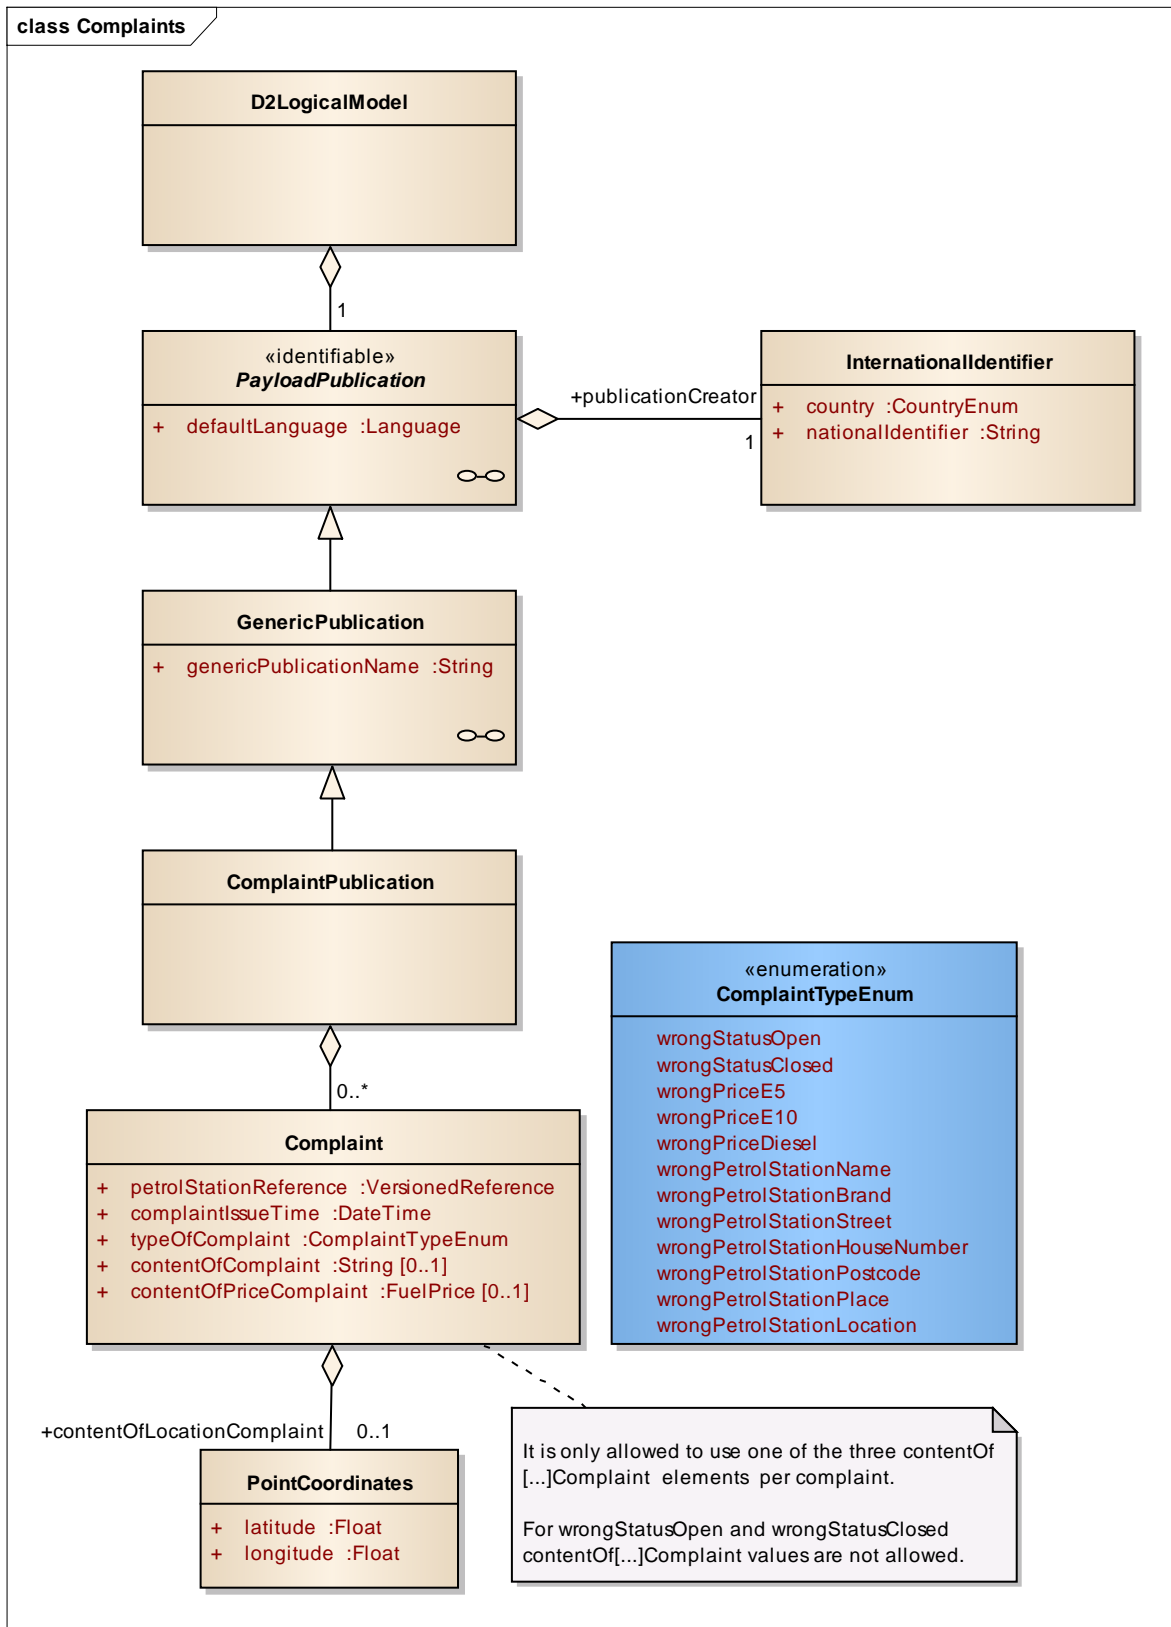 class Complaints
D2LogicalModel
1
«identifiable»
PayloadPublication
+ defaultLanguage :Language
+publicationCreator
1
InternationalIdentifier
+ country :CountryEnum
+ nationalIdentifier :String
GenericPublication
+ genericPublicationName :String
ComplaintPublication
0..*
«enumeration»
ComplaintTypeEnum
wrongStatusOpen
wrongStatusClosed
wrongPriceE5
wrongPriceE10
wrongPriceDiesel
wrongPetrolStationName
wrongPetrolStationBrand
wrongPetrolStationStreet
wrongPetrolStationHouseNumber
wrongPetrolStationPostcode
wrongPetrolStationPlace
wrongPetrolStationLocation
Complaint
+ petrolStationReference :VersionedReference
+ complaintIssueTime :DateTime
+ typeOfComplaint :ComplaintTypeEnum
+ contentOfComplaint :String [0..1]
+ contentOfPriceComplaint :FuelPrice [0..1]
+contentOfLocationComplaint 0..1
PointCoordinates
+ latitude :Float
+ longitude :Float
It is only allowed to use one of the three contentOf
[...]Complaint elements per complaint.
For wrongStatusOpen and wrongStatusClosed
contentOf[...]Complaint values are not allowed.